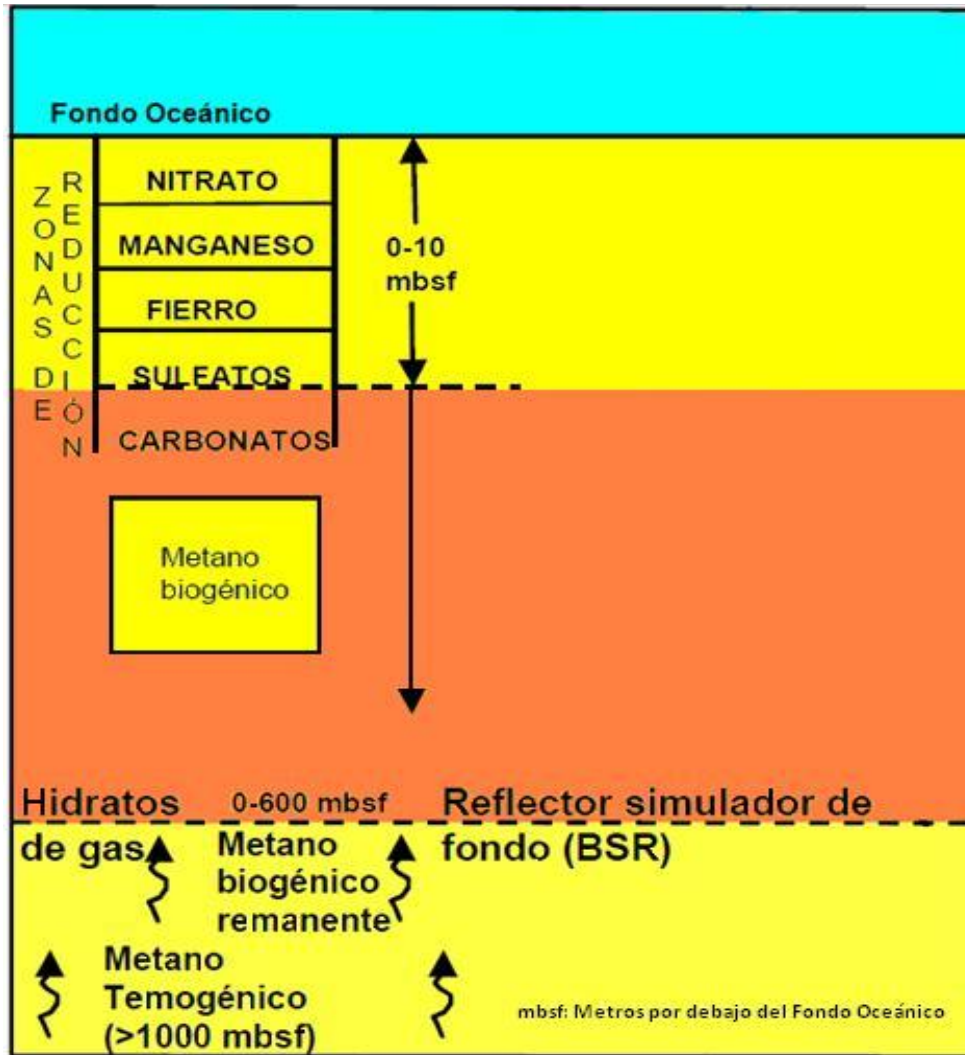 Fondo Oceánico
ZONAS DE
REDUCCIÓN
NITRATO
MANGANESO
FIERRO
SULFATOS
CARBONATOS
0-10
mbsf
Metano
biogénico
Hidratos
de gas
0-600 mbsf
Reflector simulador de
fondo (BSR)
Metano
biogénico
remanente
Metano
Temogénico
(>1000 mbsf)
mbsf: Metros por debajo del Fondo Oceánico